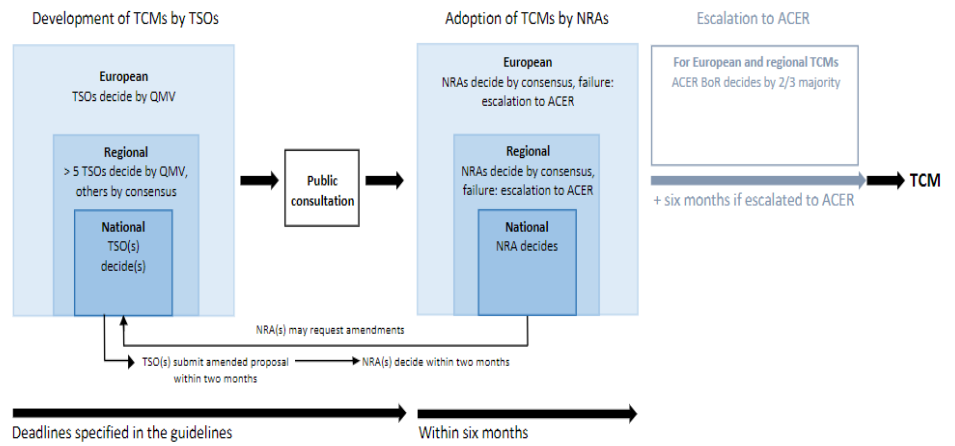 Development of TCMs by TSOs
European
TSOs decide by QMV
Regional
> 5 TSOs decide by QMV,
others by consensus
National
TSO(s)
decide(s)
Public
consultation
Adoption of TCMs by NRAs
European
NRAs decide by consensus, failure:
escalation to ACER
Regional
NRAs decide by consensus,
failure: escalation to ACER
National
NRA decides
Escalation to ACER
For European and regional TCMs
ACER BoR decides by 2/3 majority
+ six months if escalated to ACER
TCM
NRA(s) may request amendments
TSO(s) submit amended proposal
within two months
NRA(s) decide within two months
Deadlines specified in the guidelines
Within six months